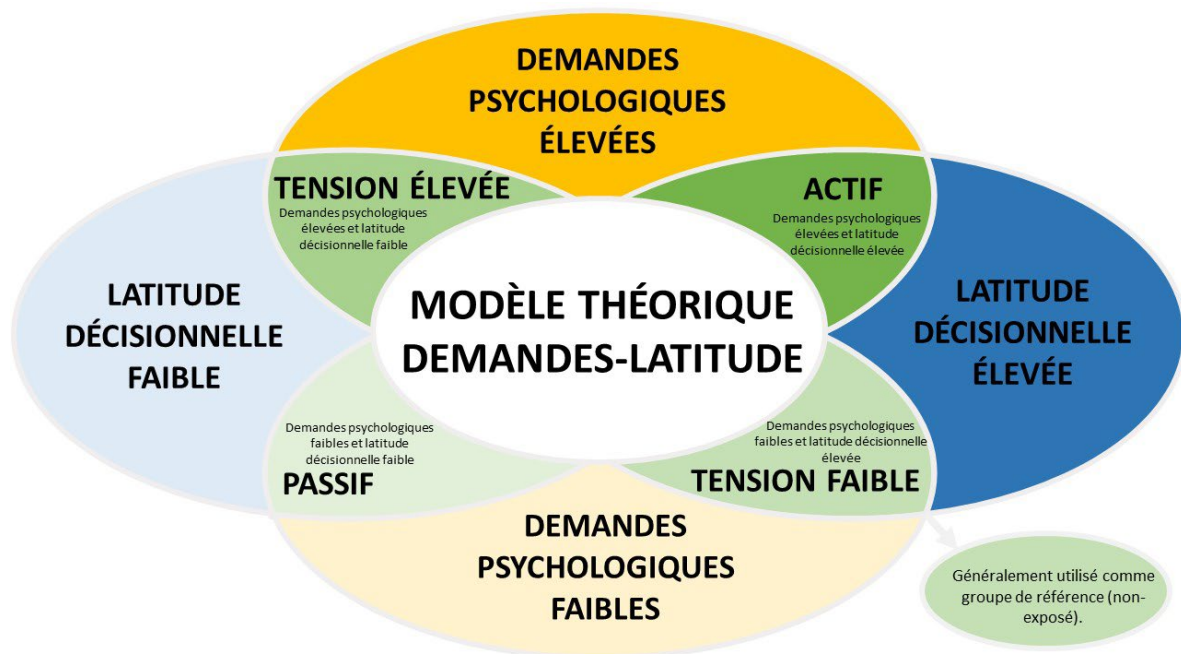 DEMANDES
PSYCHOLOGIQUES
ÉLEVÉES
TENSION ÉLEVÉE
Demandes psychologiques
élevées et latitude
décisionnelle faible
ACTIF
Demandes psychologiques
élevées et latitude
décisionnelle élevée
LATITUDE
DÉCISIONNELLE
FAIBLE
MODÈLE THÉORIQUE
DEMANDES-LATITUDE
LATITUDE
DÉCISIONNELLE
ÉLEVÉE
Demandes psychologiques
faibles et latitude
décisionnelle faible
PASSIF
Demandes psychologiques
faibles et latitude décisionnelle
élevée
TENSION FAIBLE
DEMANDES
PSYCHOLOGIQUES
FAIBLES
Généralement utilisé comme
groupe de référence (non-
exposé).